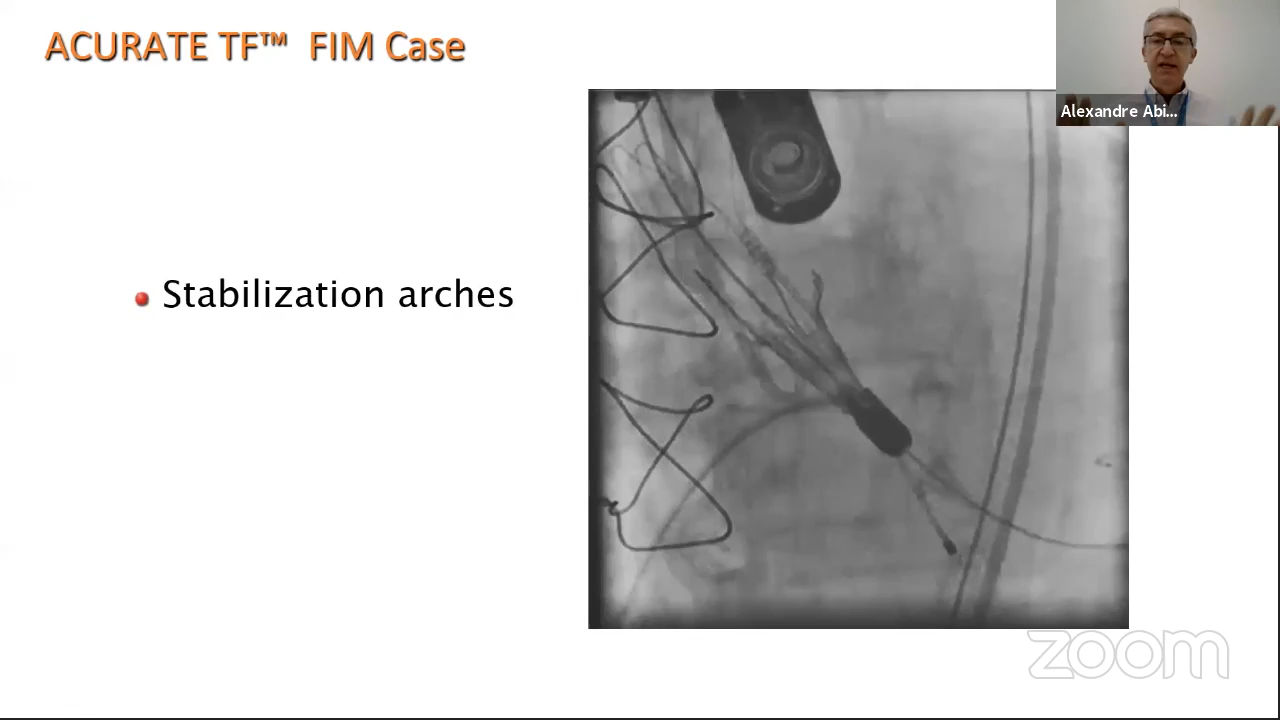 ACURATE TF™ FIM Case
Alexandre Abi...
Stabilization arches
zoom